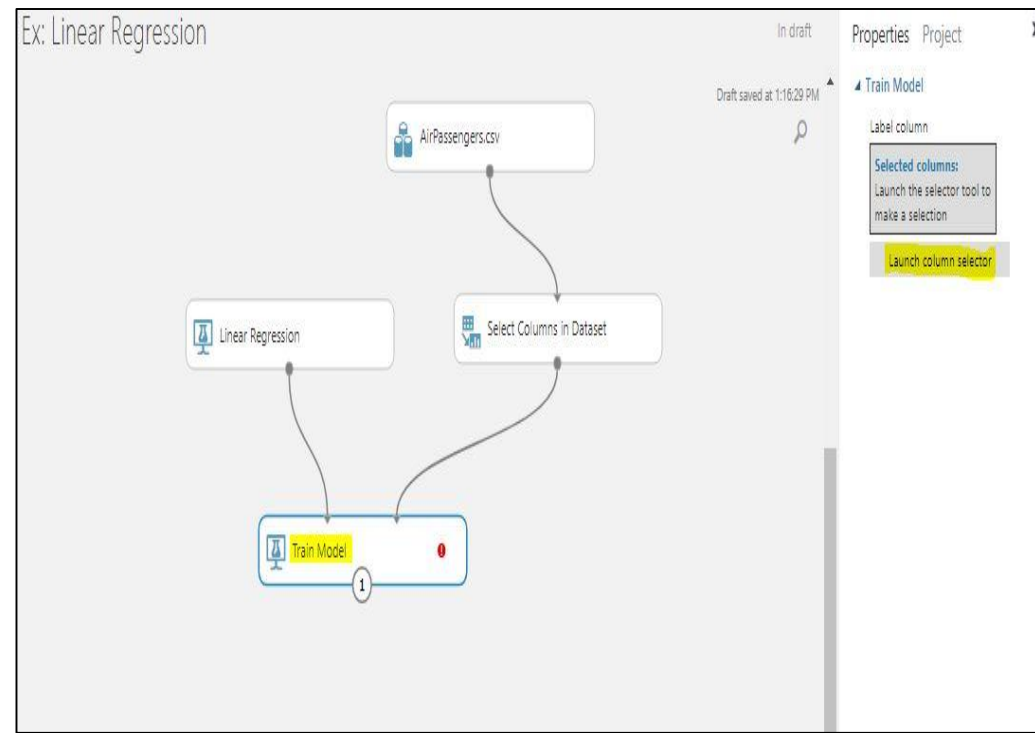 Ex: Linear Regression
In draft
Draft saved at 1:16:29 PM
AirPassengers.csv
Linear Regression
Select Columns in Dataset
Train Model
1
Properties Project
Train Model
Label column
Selected columns:
Launch the selector tool to
make a selection
Launch column selector